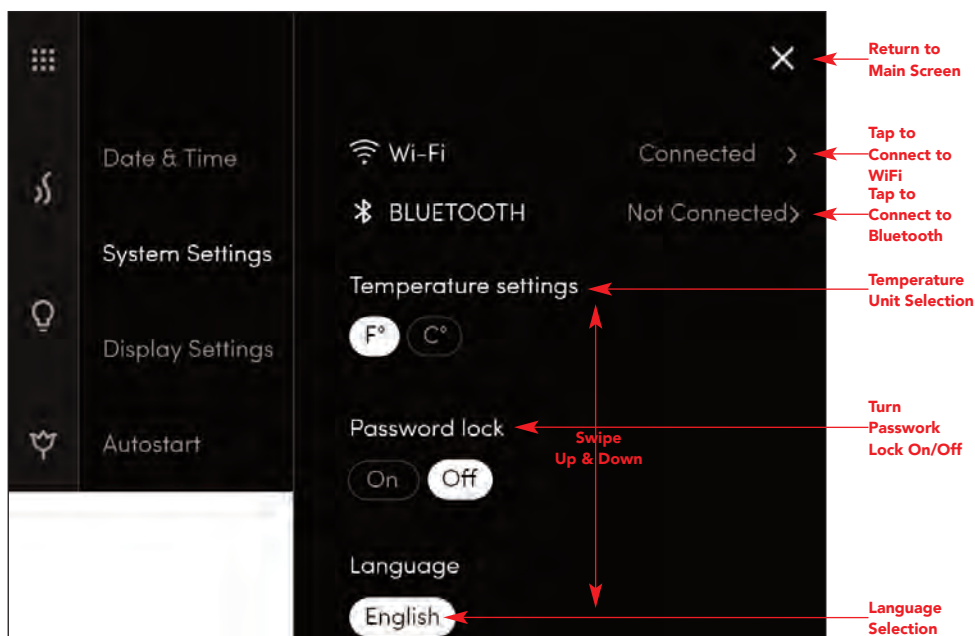 Return to
Main Screen
Date & Time
System Settings
Display Settings
Autostart
Wi-Fi
Connected >
BLUETOOTH
Not Connected>
Temperature settings
F° C°
Password lock
On Off
Language
English
Swipe
Up & Down
Tap to
Connect to
WiFi
Tap to
Connect to
Bluetooth
Temperature
Unit Selection
Turn
Passwork
Lock On/Off
Language
Selection